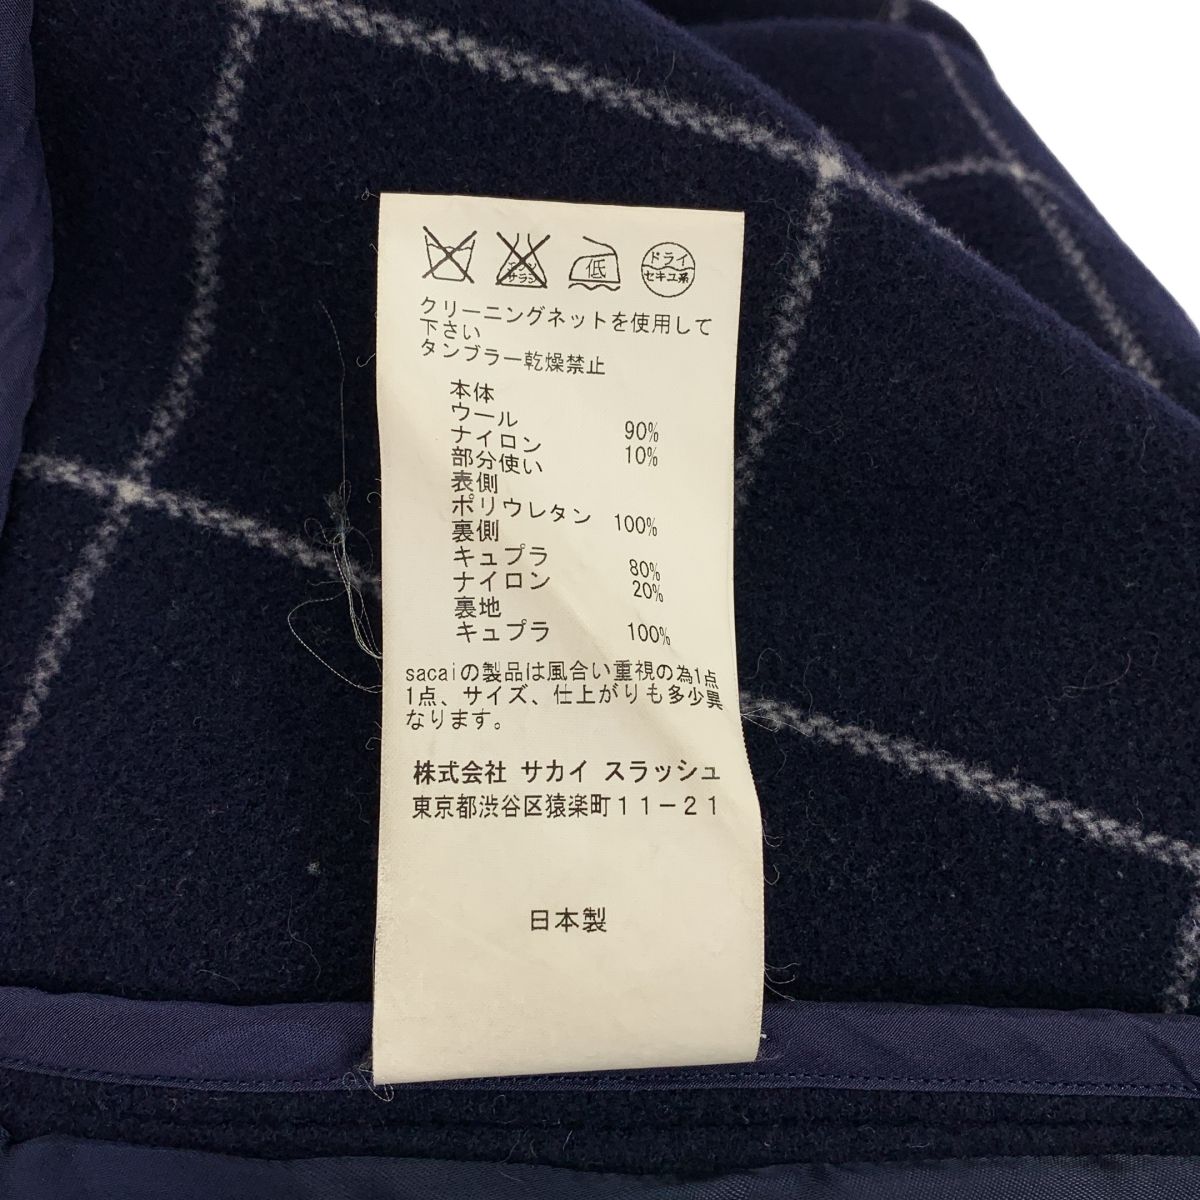 エンソ
サラシ
低
ドライ
セキユ系
クリーニングネットを使用して
下さい
タンブラー乾燥禁止
本体
ウール 90%
ナイロン 10%
部分使い
表側
ポリウレタン 100%
裏側
キュプラ 80%
ナイロン 20%
裏地
キュプラ 100%
sacaiの製品は風合い重視の為1点
1点、サイズ、仕上がりも多少異
なります。
株式会社 サカイ スラッシュ
東京都渋谷区猿楽町11-21
日本製